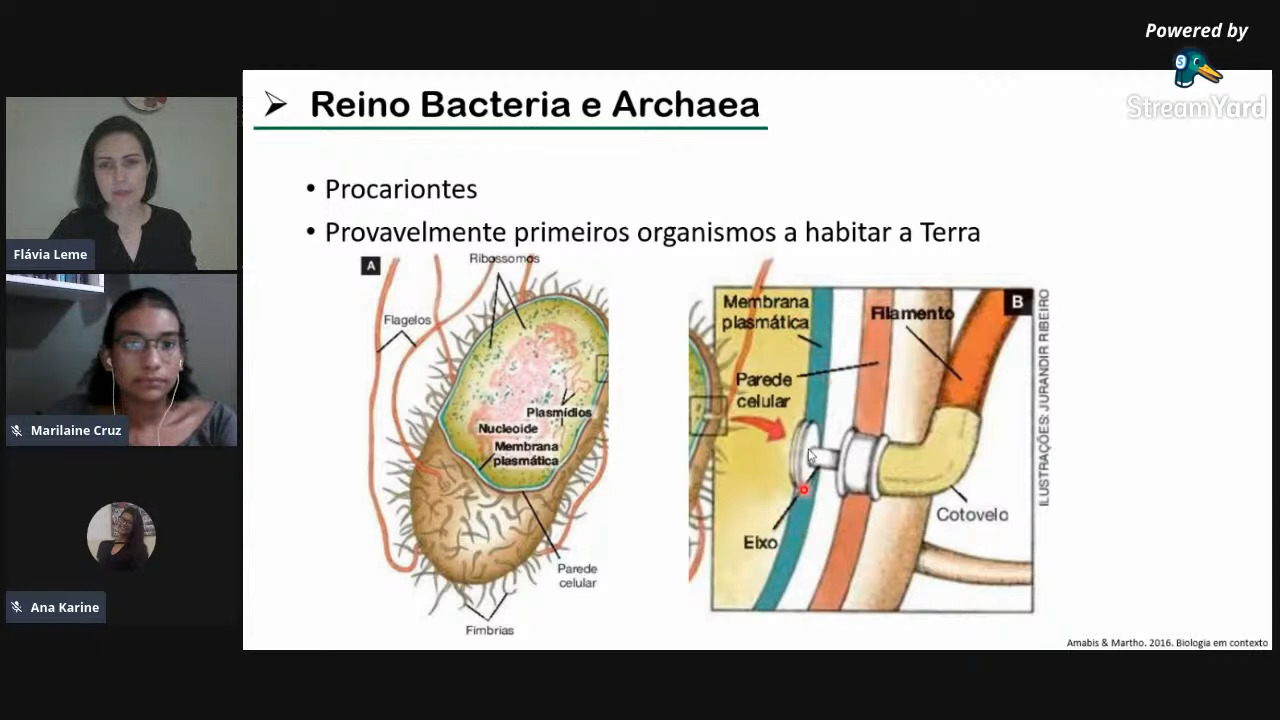 Powered by
StreamYard
Flávia Leme
Marilaine Cruz
Ana Karine
Reino Bacteria e Archaea
• Procariontes
• Provavelmente primeiros organismos a habitar a Terra
A
Ribossomos
Flagelos
Plasmídios
Nucleoide
Membrana
plasmática
Parede
celular
Fímbrias
B
Membrana
plasmática
Filamento
Parede
celular
Eixo
Cotovelo
ILUSTRAÇÕES: JURANDIR RIBEIRO
Amabis & Martho. 2016. Biologia em contexto